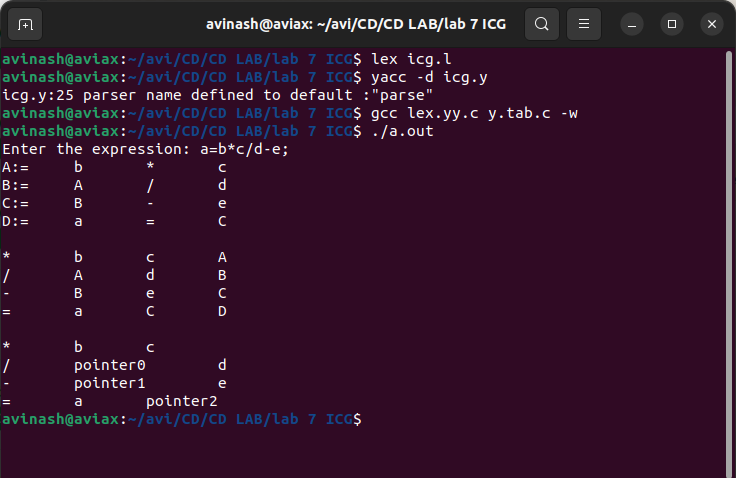 avinash@aviax: ~/avi/CD/CD LAB/lab 7 ICG
avinash@aviax:~/avi/CD/CD LAB/lab 7 ICG$ lex icg.l
avinash@aviax:~/avi/CD/CD LAB/lab 7 ICG$ yacc -d icg.y
icg.y:25 parser name defined to default :"parse"
avinash@aviax:~/avi/CD/CD LAB/lab 7 ICG$ gcc lex.yy.c y.tab.c -w
avinash@aviax:~/avi/CD/CD LAB/lab 7 ICG$ ./a.out
Enter the expression: a=b*c/d-e;
A:=     b       *       c
B:=     A       /       d
C:=     B       -       e
D:=     a       =       C

*       b       c       A
/       A       d       B
-       B       e       C
=       a       C       D

*       b       c
/       pointer0        d
-       pointer1        e
=       a       pointer2
avinash@aviax:~/avi/CD/CD LAB/lab 7 ICG$